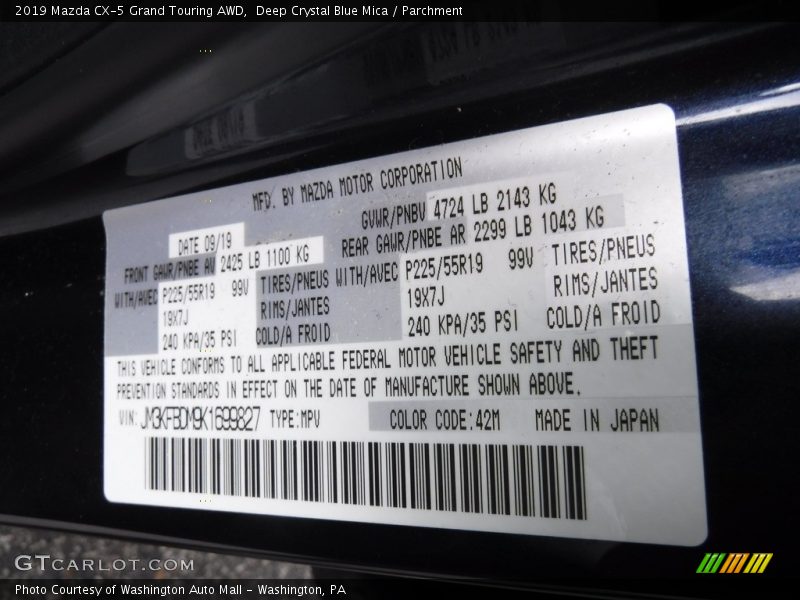 2019 Mazda CX-5 Grand Touring AWD, Deep Crystal Blue Mica / Parchment
MFD. BY MAZDA MOTOR CORPORATION
DATE 09/19 GVWR/PNBV 4724 LB 2143 KG
FRONT GAWR/PNBE AV 2425 LB 1100 KG REAR GAWR/PNBE AR 2299 LB 1043 KG
WITH/AVEC P225/55R19 99V TIRES/PNEUS WITH/AVEC P225/55R19 99V TIRES/PNEUS
19X7J RIMS/JANTES 19X7J RIMS/JANTES
240 KPA/35 PSI COLD/A FROID 240 KPA/35 PSI COLD/A FROID
THIS VEHICLE CONFORMS TO ALL APPLICABLE FEDERAL MOTOR VEHICLE SAFETY AND THEFT
PREVENTION STANDARDS IN EFFECT ON THE DATE OF MANUFACTURE SHOWN ABOVE.
VIN: JM3KFBDM9K1699827 TYPE:MPV COLOR CODE:42M MADE IN JAPAN
GTCARLOT.COM
Photo Courtesy of Washington Auto Mall - Washington, PA